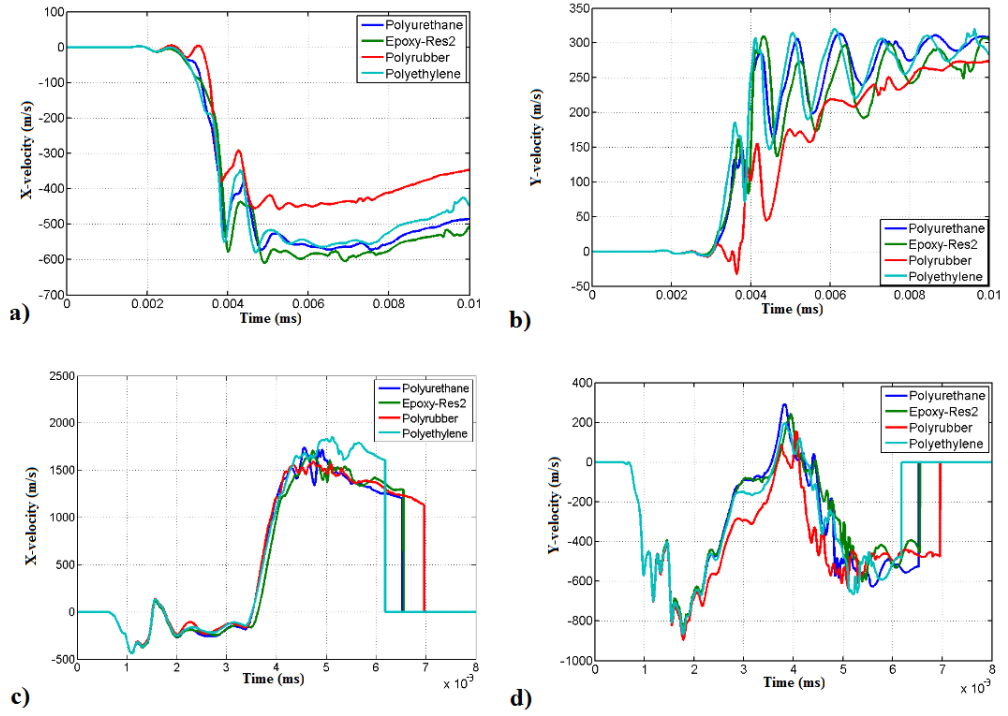 100
0
-100
-200
-300
-400
-500
-600
-700
X-velocity (m/s)
0
0.002
0.004
0.006
0.008
0.01
Time (ms)
Polyurethane
Epoxy-Res2
Polyrubber
Polyethylene
a)
350
300
250
200
150
100
50
0
-50
Y-velocity (m/s)
0
0.002
0.004
0.006
0.008
0.01
Time (ms)
Polyurethane
Epoxy-Res2
Polyrubber
Polyethylene
b)
2500
2000
1500
1000
500
0
-500
X-velocity (m/s)
0
1
2
3
4
5
6
7
8
x 10⁻³
Time (ms)
Polyurethane
Epoxy-Res2
Polyrubber
Polyethylene
c)
400
200
0
-200
-400
-600
-800
-1000
Y-velocity (m/s)
0
1
2
3
4
5
6
7
8
x 10⁻³
Time (ms)
Polyurethane
Epoxy-Res2
Polyrubber
Polyethylene
d)